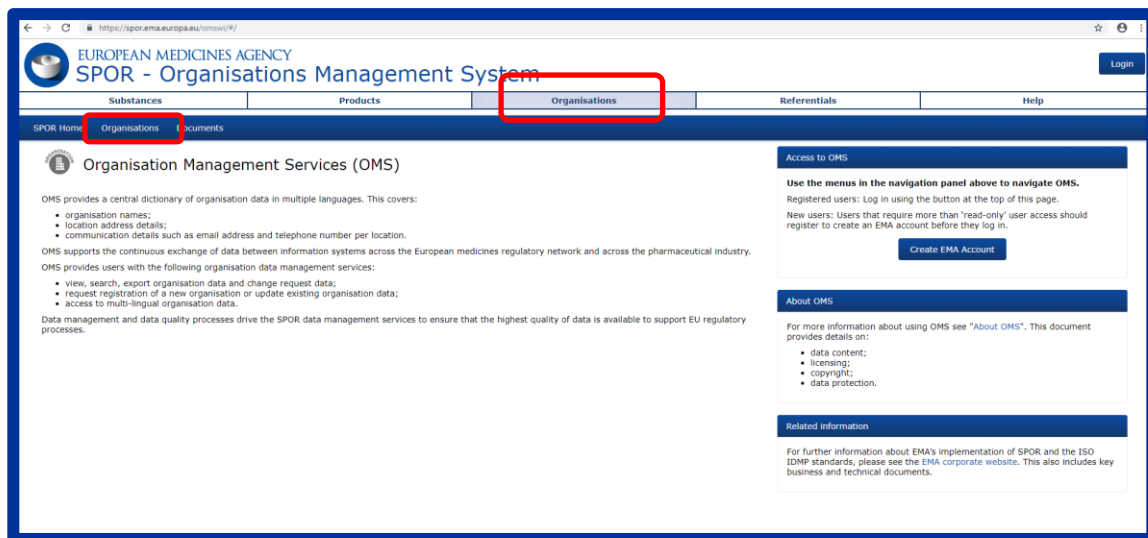 https://spor.ema.europa.eu/omswi/#/
EUROPEAN MEDICINES AGENCY
SPOR - Organisations Management System
Login
Substances Products Organisations Referentials Help
SPOR Home Organisations Documents
Organisation Management Services (OMS)
OMS provides a central dictionary of organisation data in multiple languages. This covers:
• organisation names;
• location address details;
• communication details such as email address and telephone number per location.
OMS supports the continuous exchange of data between information systems across the European medicines regulatory network and across the pharmaceutical industry.
OMS provides users with the following organisation data management services:
• view, search, export organisation data and change request data;
• request registration of a new organisation or update existing organisation data;
• access to multi-lingual organisation data.
Data management and data quality processes drive the SPOR data management services to ensure that the highest quality of data is available to support EU regulatory
processes.
Access to OMS
Use the menus in the navigation panel above to navigate OMS.
Registered users: Log in using the button at the top of this page.
New users: Users that require more than 'read-only' user access should
register to create an EMA account before they log in.
Create EMA Account
About OMS
For more information about using OMS see "About OMS". This document
provides details on:
• data content;
• licensing;
• copyright;
• data protection.
Related information
For further information about EMA's implementation of SPOR and the ISO
IDMP standards, please see the EMA corporate website. This also includes key
business and technical documents.